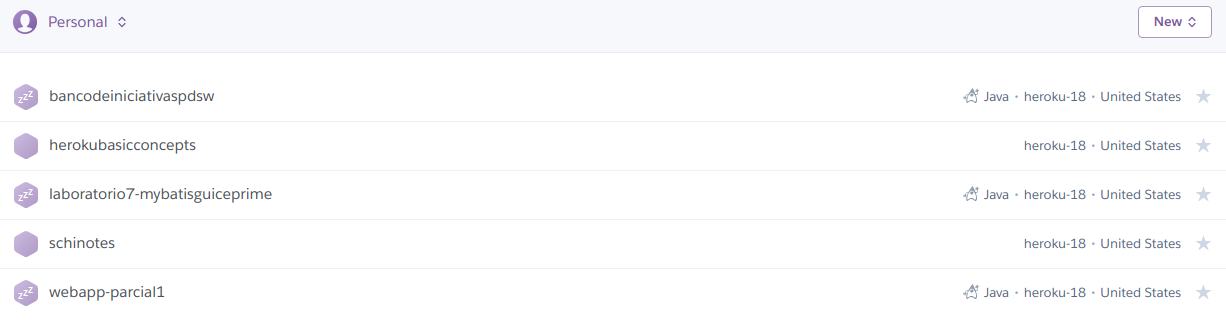 Personal New
zzz bancodeiniciativaspdsw Java • heroku-18 • United States
herokubasicconcepts heroku-18 • United States
zzz laboratorio7-mybatisguiceprime Java • heroku-18 • United States
schinotes heroku-18 • United States
zzz webapp-parcial1 Java • heroku-18 • United States